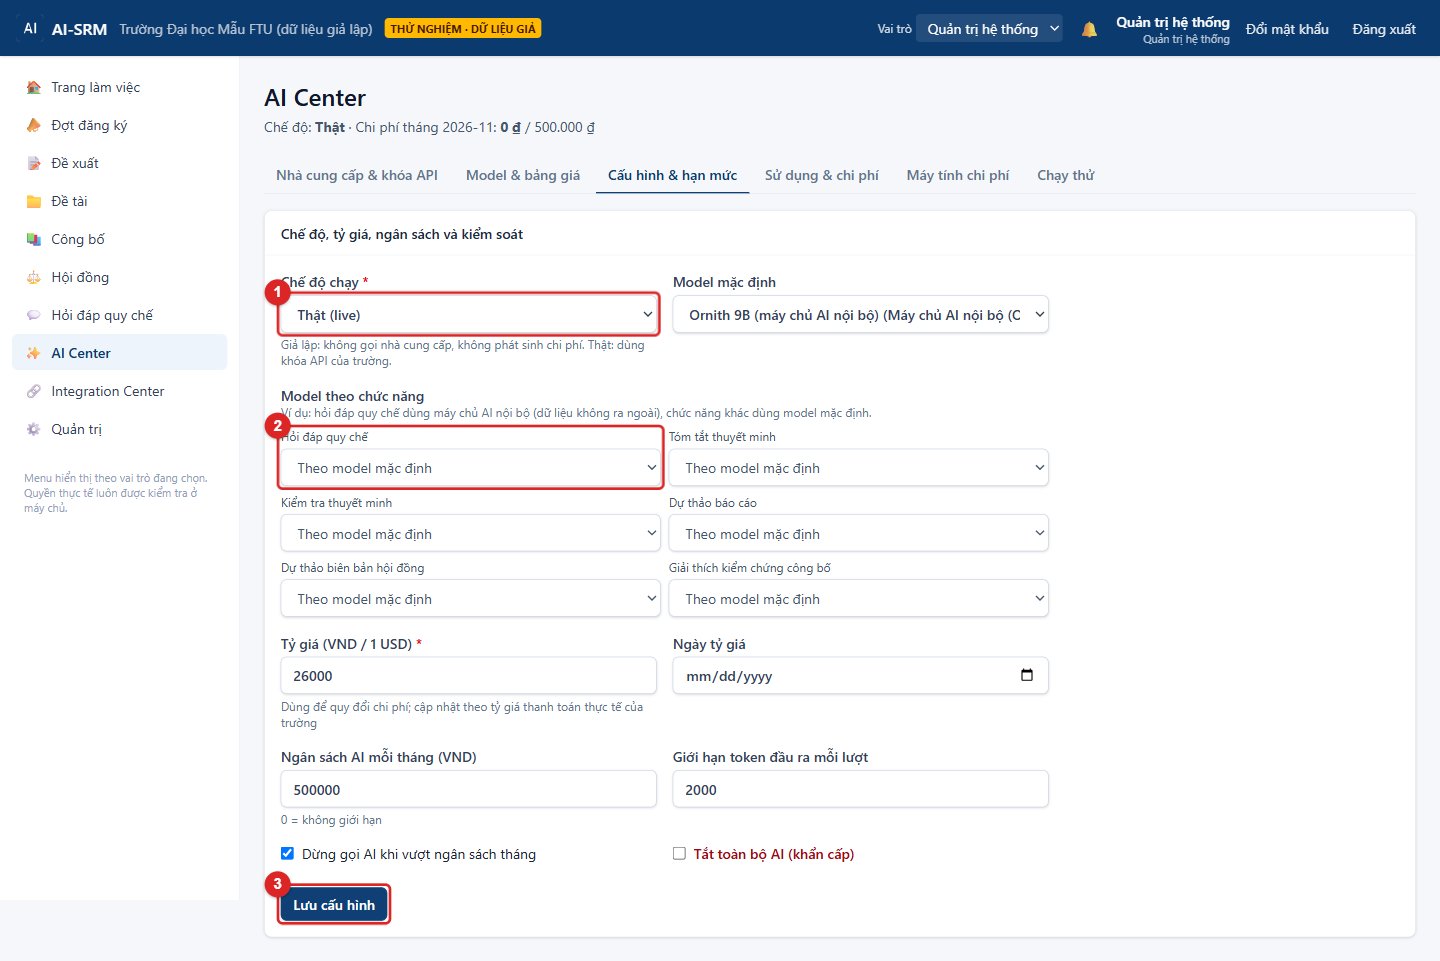 AI AI-SRM Trường Đại học Mẫu FTU (dữ liệu giả lập) THỬ NGHIỆM · DỮ LIỆU GIẢ Vai trò Quản trị hệ thống Quản trị hệ thống Đổi mật khẩu Đăng xuất
Quản trị hệ thống
Trang làm việc
Đợt đăng ký
Đề xuất
Đề tài
Công bố
Hội đồng
Hỏi đáp quy chế
AI Center
Integration Center
Quản trị
Menu hiển thị theo vai trò đang chọn.
Quyền thực tế luôn được kiểm tra ở
máy chủ.
AI Center
Chế độ: Thật · Chi phí tháng 2026-11: 0 ₫ / 500.000 ₫
Nhà cung cấp & khóa API Model & bảng giá Cấu hình & hạn mức Sử dụng & chi phí Máy tính chi phí Chạy thử
Chế độ, tỷ giá, ngân sách và kiểm soát
1
Chế độ chạy * Model mặc định
Thật (live) Ornith 9B (máy chủ AI nội bộ) (Máy chủ AI nội bộ (O
Giả lập: không gọi nhà cung cấp, không phát sinh chi phí. Thật: dùng
khóa API của trường.
Model theo chức năng
Ví dụ: hỏi đáp quy chế dùng máy chủ AI nội bộ (dữ liệu không ra ngoài), chức năng khác dùng model mặc định.
2
Hỏi đáp quy chế Tóm tắt thuyết minh
Theo model mặc định Theo model mặc định
Kiểm tra thuyết minh Dự thảo báo cáo
Theo model mặc định Theo model mặc định
Dự thảo biên bản hội đồng Giải thích kiểm chứng công bố
Theo model mặc định Theo model mặc định
Tỷ giá (VND / 1 USD) * Ngày tỷ giá
26000 mm/dd/yyyy
Dùng để quy đổi chi phí; cập nhật theo tỷ giá thanh toán thực tế của
trường
Ngân sách AI mỗi tháng (VND) Giới hạn token đầu ra mỗi lượt
500000 2000
0 = không giới hạn
Dừng gọi AI khi vượt ngân sách tháng Tắt toàn bộ AI (khẩn cấp)
3
Lưu cấu hình